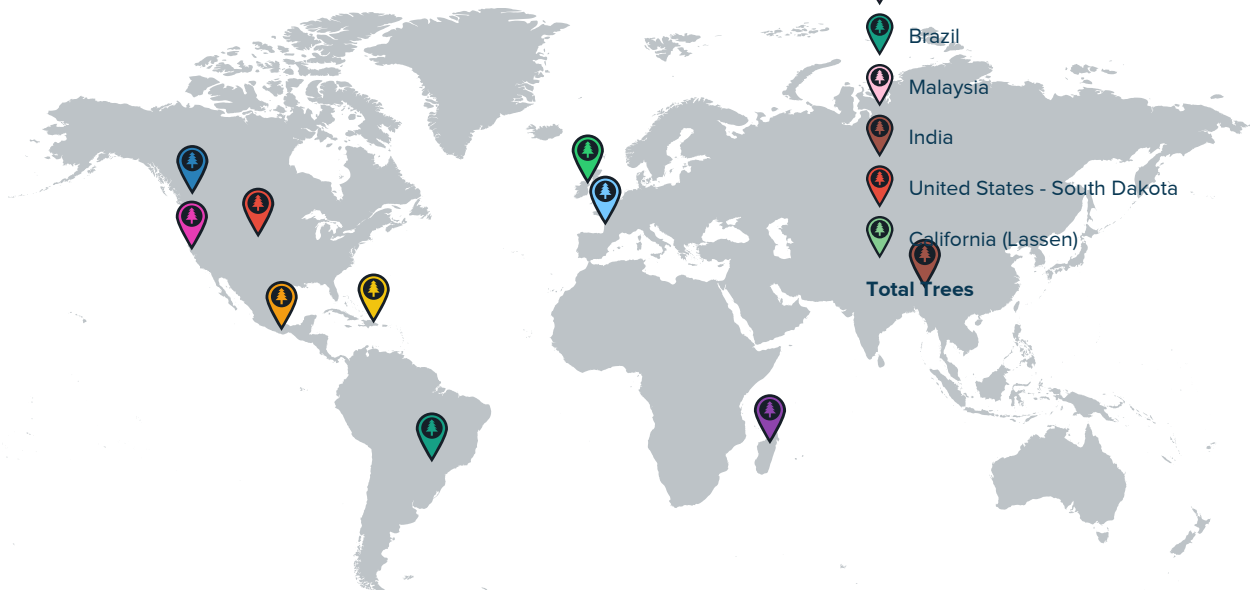 Brazil
Malaysia
India
United States - South Dakota
California (Lassen)
Total Trees